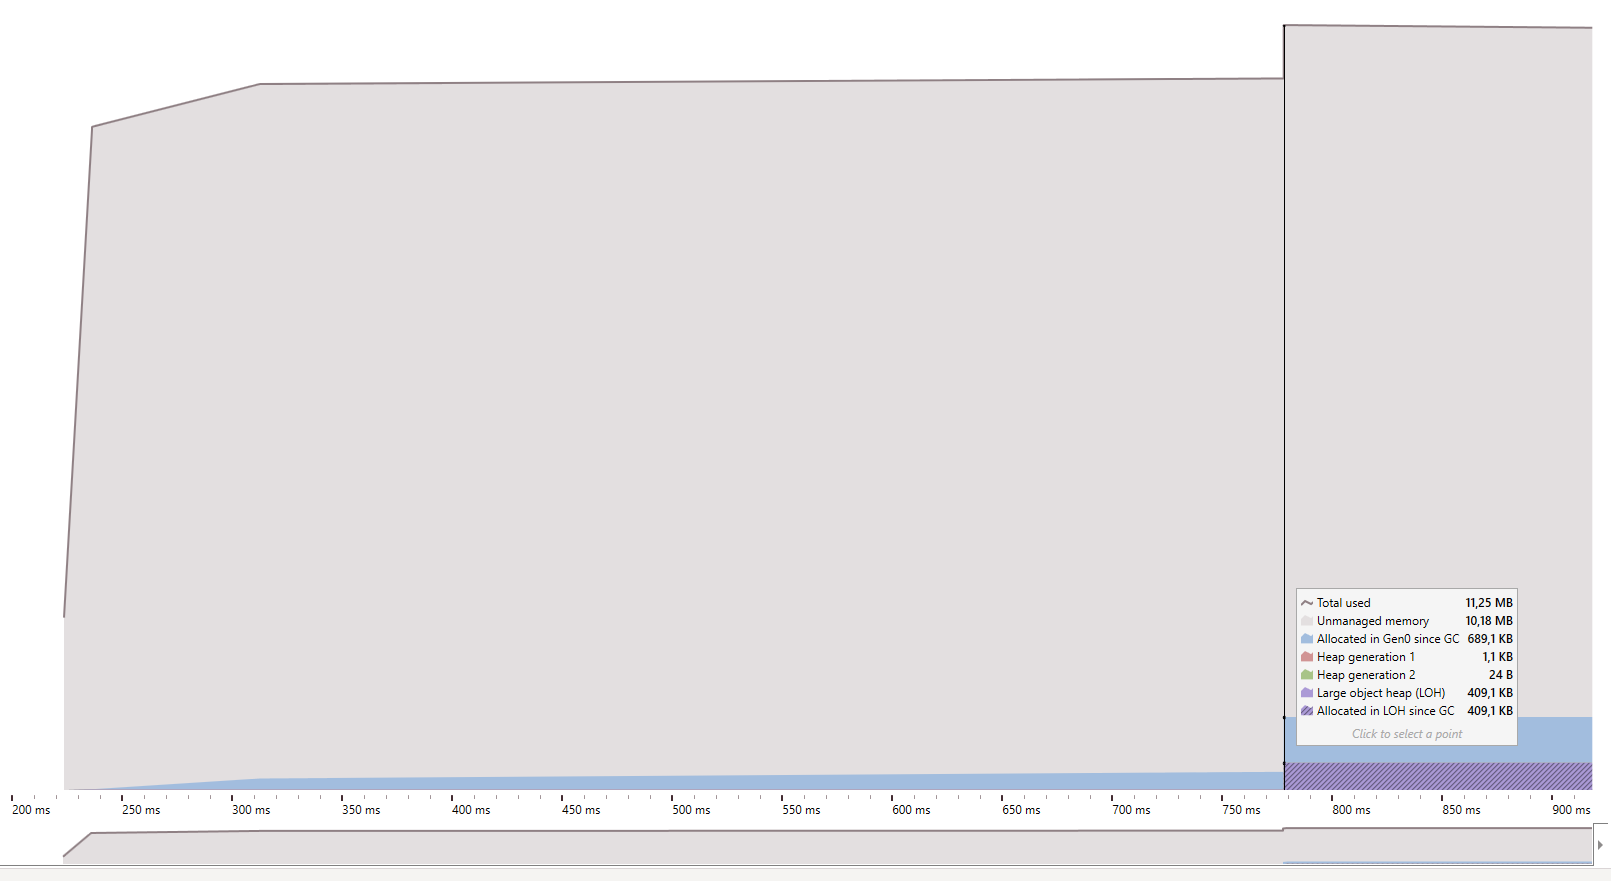 Total used 11,25 MB
Unmanaged memory 10,18 MB
Allocated in Gen0 since GC 689,1 KB
Heap generation 1 1,1 KB
Heap generation 2 24 B
Large object heap (LOH) 409,1 KB
Allocated in LOH since GC 409,1 KB
Click to select a point
200 ms 250 ms 300 ms 350 ms 400 ms 450 ms 500 ms 550 ms 600 ms 650 ms 700 ms 750 ms 800 ms 850 ms 900 ms